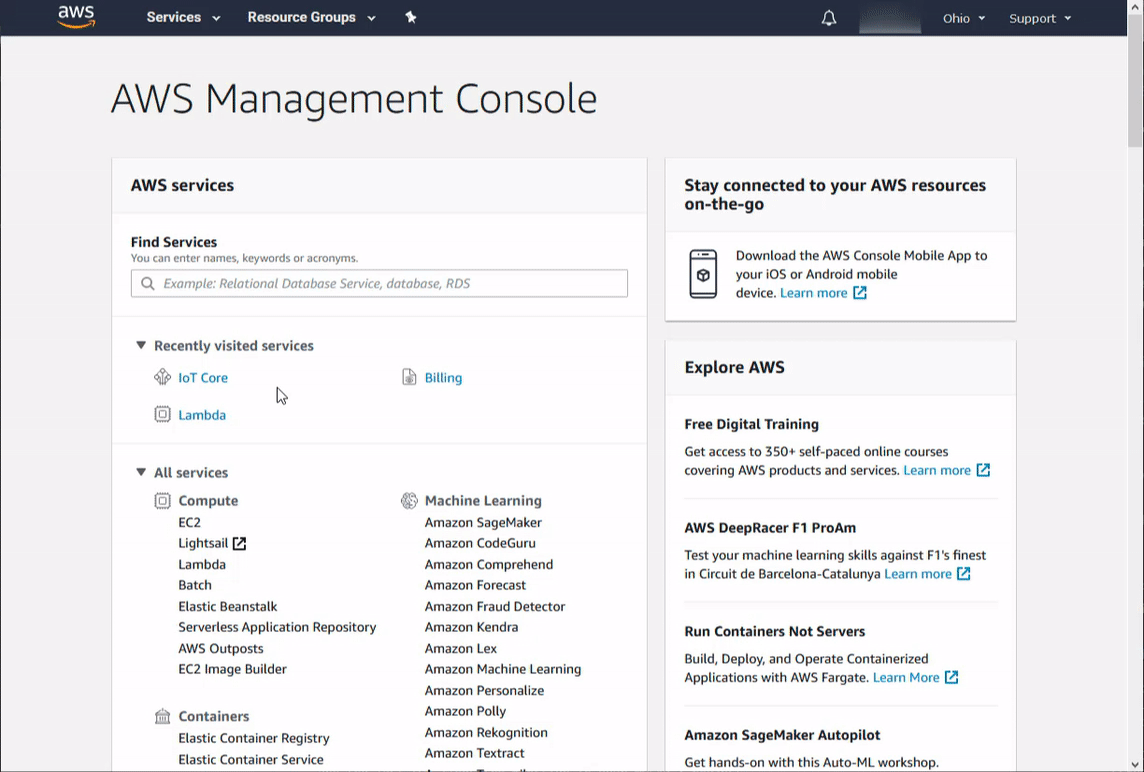 aws
Services
Resource Groups
Ohio
Support
AWS Management Console
AWS services
Find Services
You can enter names, keywords or acronyms.
Example: Relational Database Service, database, RDS
Recently visited services
IoT Core
Billing
Lambda
All services
Compute
EC2
Lightsail
Lambda
Batch
Elastic Beanstalk
Serverless Application Repository
AWS Outposts
EC2 Image Builder
Containers
Elastic Container Registry
Elastic Container Service
Machine Learning
Amazon SageMaker
Amazon CodeGuru
Amazon Comprehend
Amazon Forecast
Amazon Fraud Detector
Amazon Kendra
Amazon Lex
Amazon Machine Learning
Amazon Personalize
Amazon Polly
Amazon Rekognition
Amazon Textract
Stay connected to your AWS resources
on-the-go
Download the AWS Console Mobile App to
your iOS or Android mobile
device. Learn more
Explore AWS
Free Digital Training
Get access to 350+ self-paced online courses
covering AWS products and services. Learn more
AWS DeepRacer F1 ProAm
Test your machine learning skills against F1's finest
in Circuit de Barcelona-Catalunya Learn more
Run Containers Not Servers
Build, Deploy, and Operate Containerized
Applications with AWS Fargate. Learn More
Amazon SageMaker Autopilot
Get hands-on with this Auto-ML workshop.